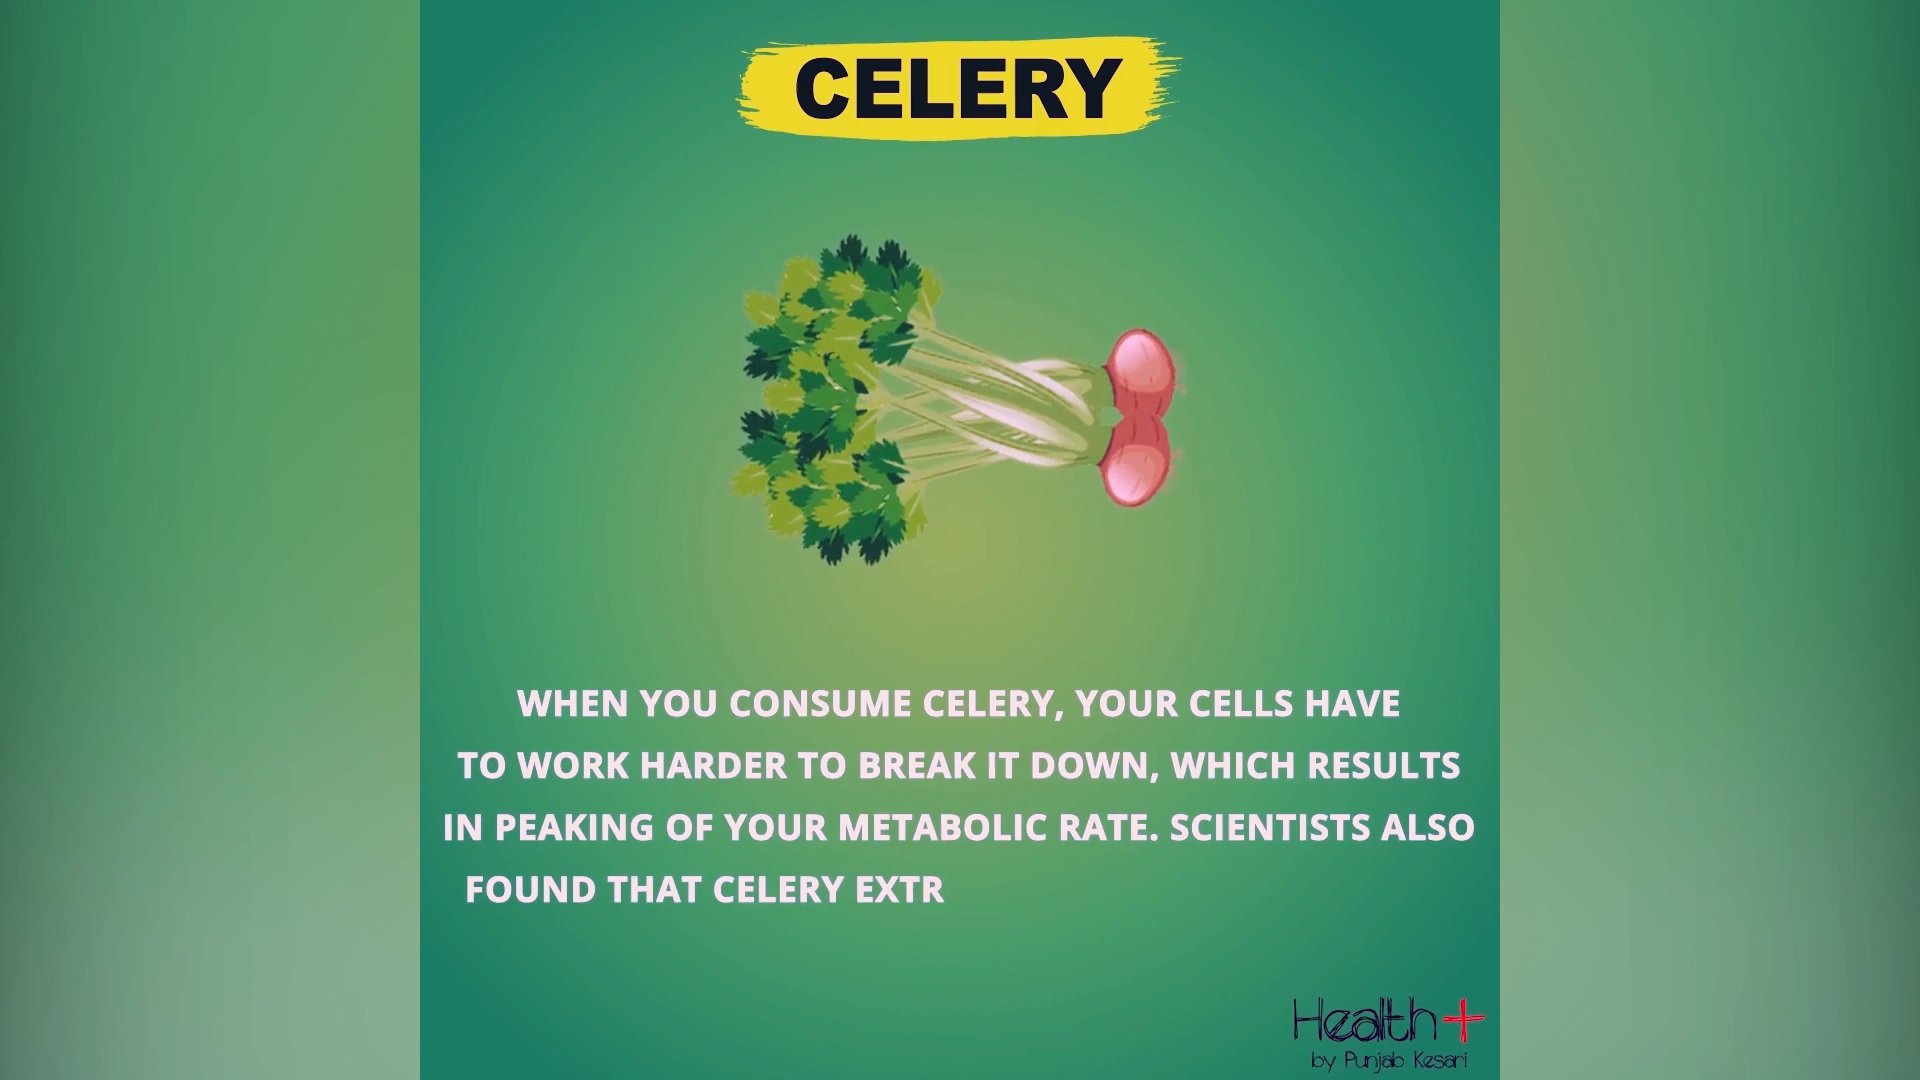 CELERY
WHEN YOU CONSUME CELERY, YOUR CELLS HAVE
TO WORK HARDER TO BREAK IT DOWN, WHICH RESULTS
IN PEAKING OF YOUR METABOLIC RATE. SCIENTISTS ALSO
FOUND THAT CELERY EXTR
Health+
by Punjab Kesari